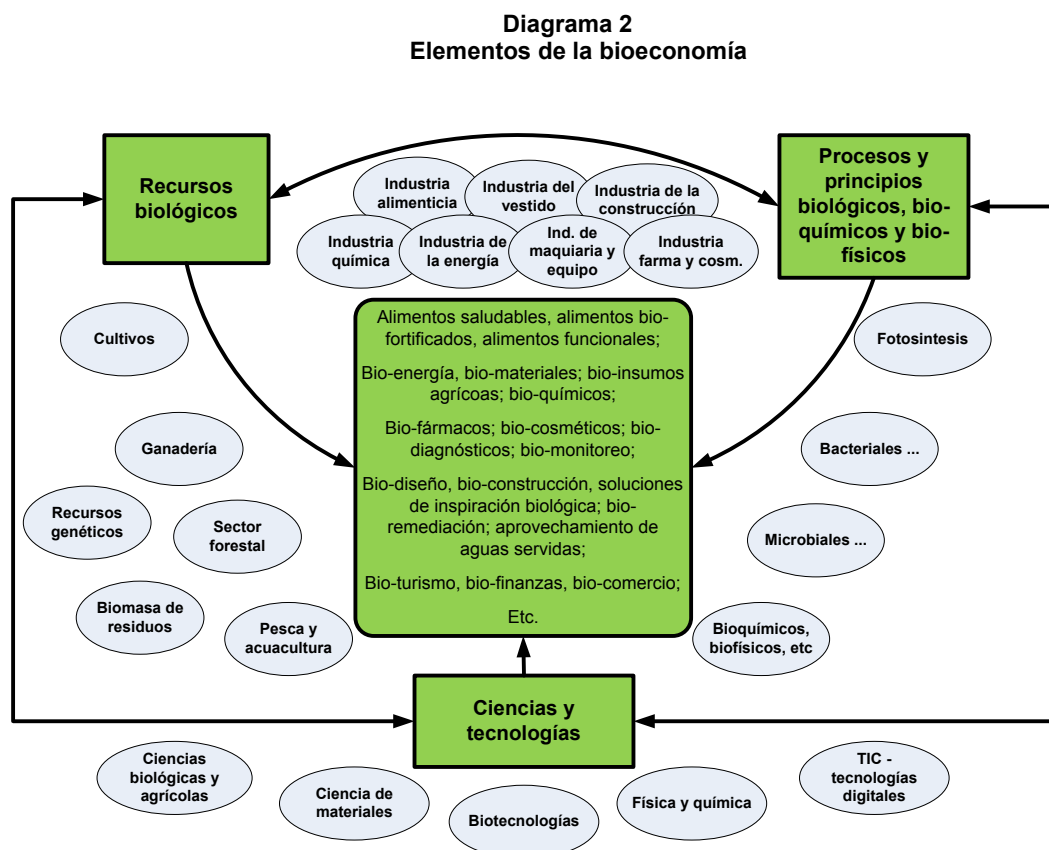 Diagrama 2
Elementos de la bioeconomía
Recursos
biológicos
Procesos y
principios
biológicos, bio-
químicos y bio-
físicos
Industria
alimenticia
Industria del
vestido
Industria de la
construccíón
Industria
química
Industria de
la energía
Ind. de
maquiaria y
equipo
Industria
farma y cosm.
Alimentos saludables, alimentos bio-
fortificados, alimentos funcionales;
Bio-energía, bio-materiales; bio-insumos
agrícoas; bio-químicos;
Bio-fármacos; bio-cosméticos; bio-
diagnósticos; bio-monitoreo;
Bio-diseño, bio-construcción, soluciones
de inspiración biológica; bio-
remediación; aprovechamiento de
aguas servidas;
Bio-turismo, bio-finanzas, bio-comercio;
Etc.
Cultivos
Ganadería
Recursos
genéticos
Sector
forestal
Biomasa de
residuos
Pesca y
acuacultura
Fotosintesis
Bacteriales ...
Microbiales ...
Bioquímicos,
biofísicos, etc
Ciencias y
tecnologías
Ciencias
biológicas y
agrícolas
Ciencia de
materiales
Biotecnologías
Física y química
TIC -
tecnologías
digitales